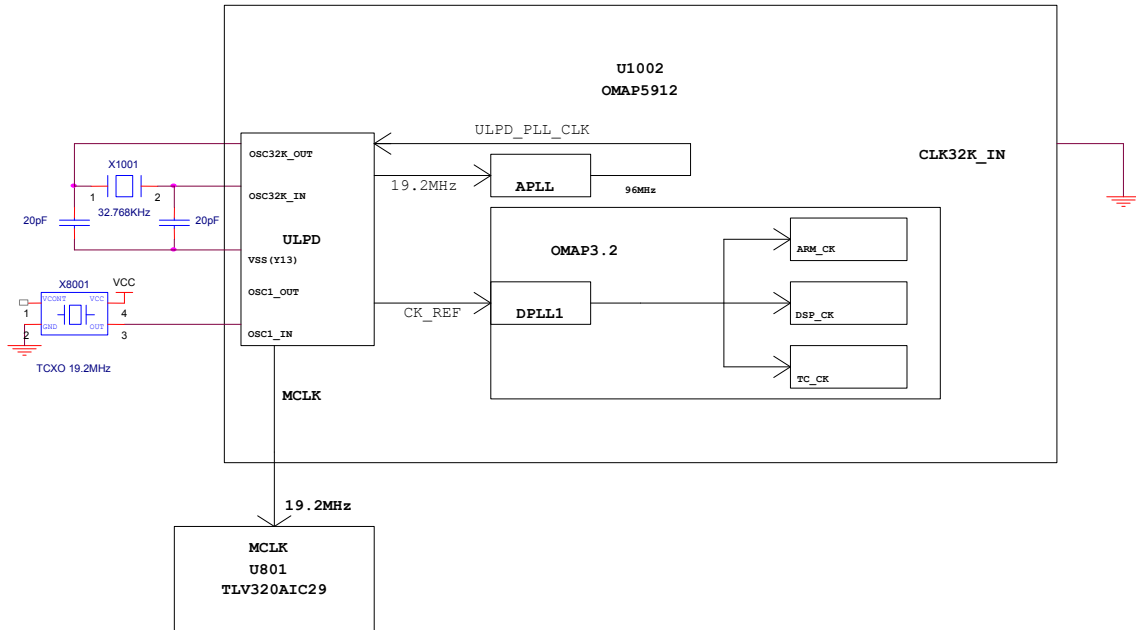 U1002
OMAP5912
ULPD_PLL_CLK
OSC32K_OUT
CLK32K_IN
X1001
19.2MHz
APLL
96MHz
1
2
OSC32K_IN
32.768KHz
20pF
20pF
ULPD
OMAP3.2
ARM_CK
VSS(Y13)
X8001
VCC
OSC1_OUT
VCONT
VCC
1
4
CK_REF
DPLL1
DSP_CK
GND
OUT
OSC1_IN
2
3
TCXO 19.2MHz
TC_CK
MCLK
19.2MHz
MCLK
U801
TLV320AIC29